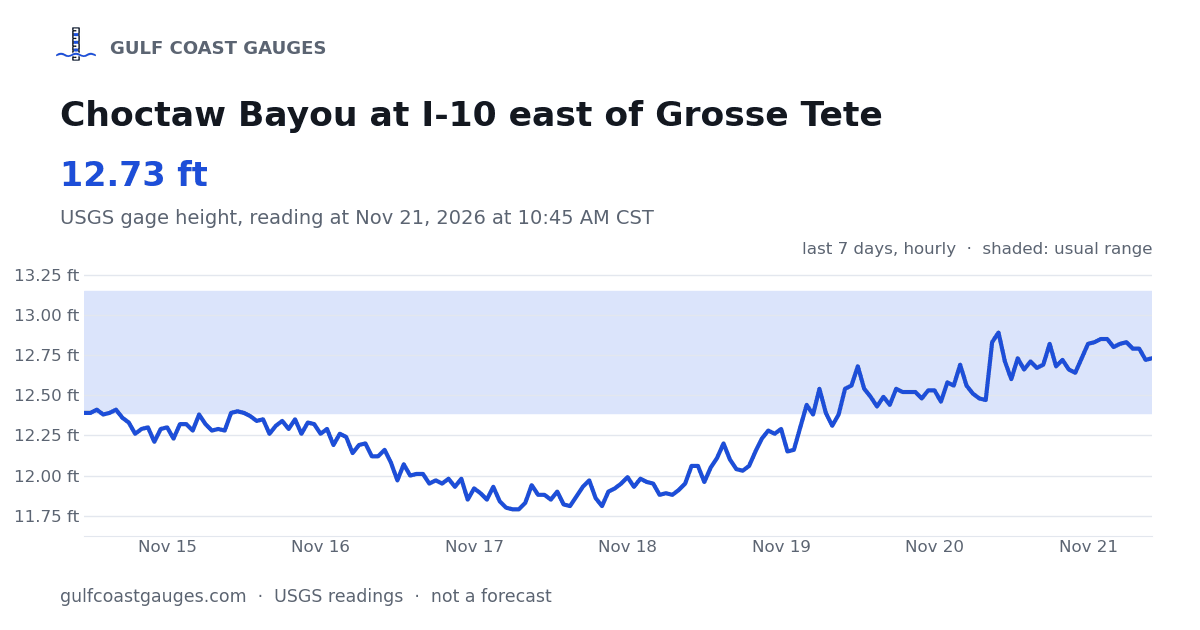 GULF COAST GAUGES
Choctaw Bayou at I-10 east of Grosse Tete
12.73 ft
USGS gage height, reading at Nov 21, 2026 at 10:45 AM CST
last 7 days, hourly · shaded: usual range
13.25 ft
13.00 ft
12.75 ft
12.50 ft
12.25 ft
12.00 ft
11.75 ft
Nov 15 Nov 16 Nov 17 Nov 18 Nov 19 Nov 20 Nov 21
gulfcoastgauges.com · USGS readings · not a forecast